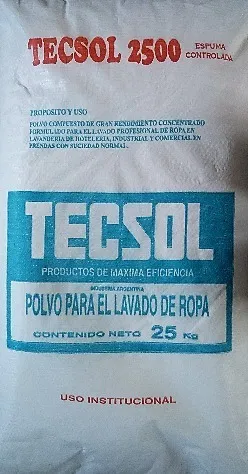 TECSOL 2500
ESPUMA
CONTROLADA
PROPOSITO Y USO
POLVO COMPUESTO DE GRAN RENDIMIENTO CONCENTRADO
FORMULADO PARA EL LAVADO PROFESIONAL DE ROPA EN
LAVANDERIA DE HOTELERIA, INDUSTRIAL Y COMERCIAL EN
PRENDAS CON SUCIEDAD NORMAL.
TECSOL
PRODUCTOS DE MAXIMA EFICIENCIA
INDUSTRIA ARGENTINA
POLVO PARA EL LAVADO DE ROPA
CONTENIDO NETO 25 KG
USO INSTITUCIONAL